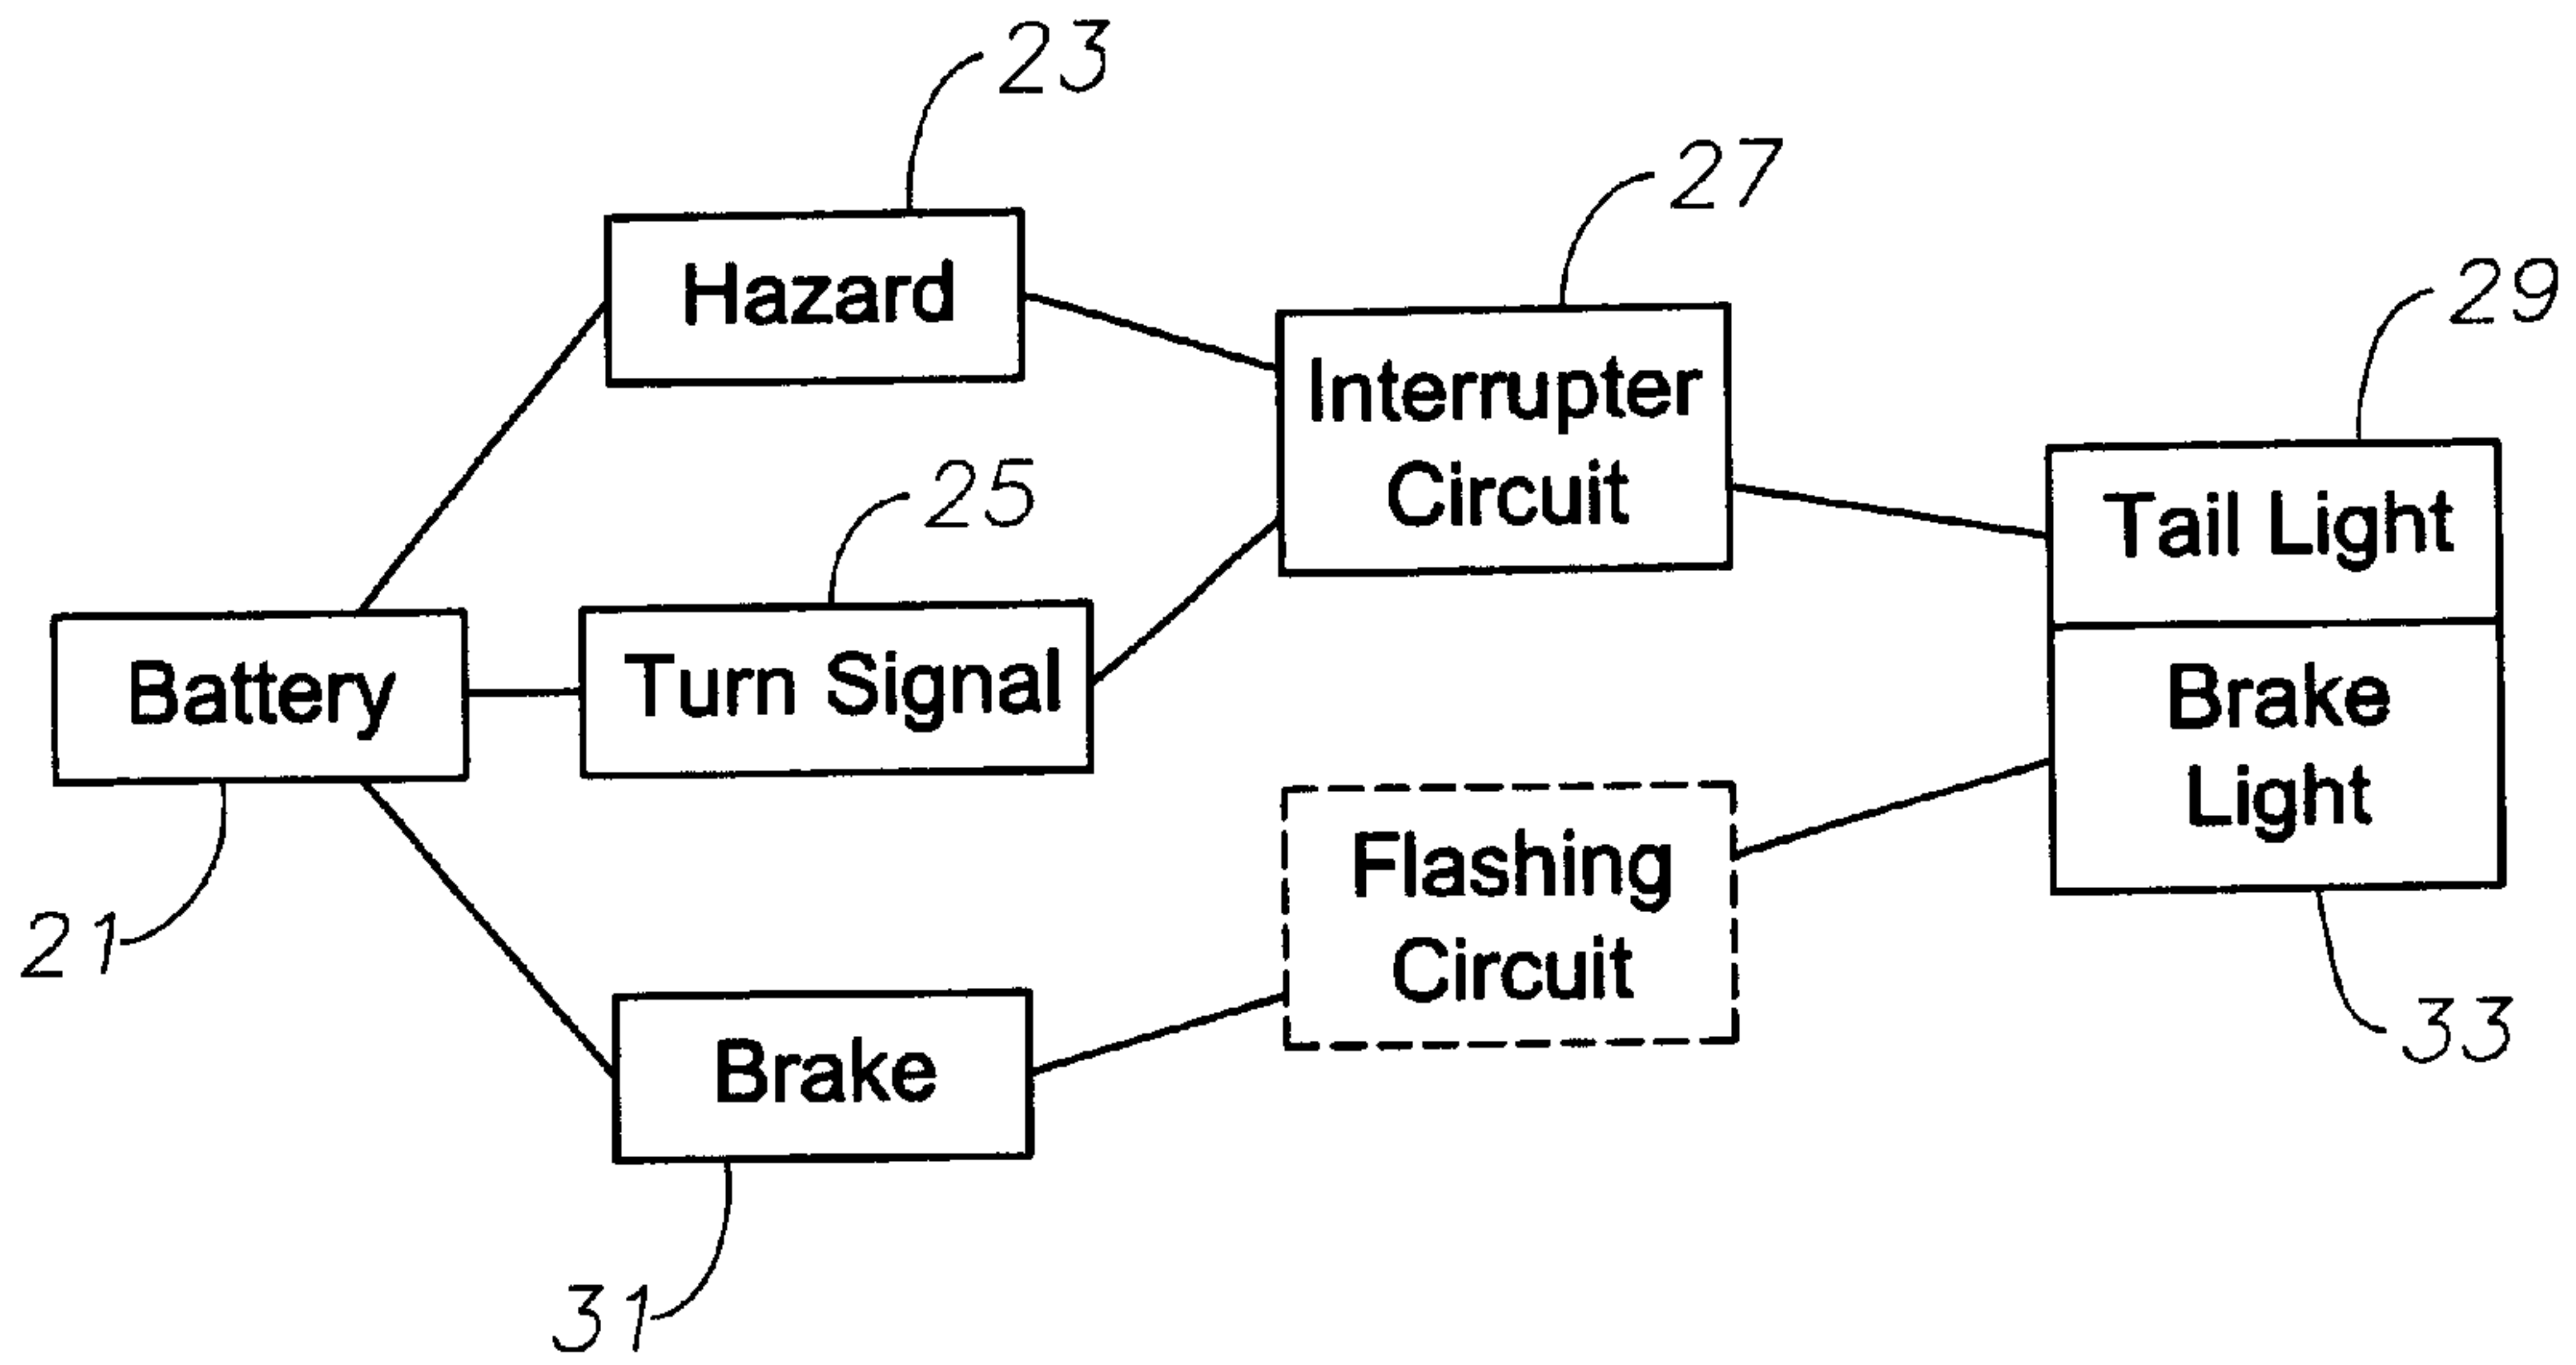 23
27
Hazard
29
Interrupter
Circuit
25
Tail Light
Battery
Turn Signal
Brake
Light
Flashing
Circuit
21
33
Brake
31